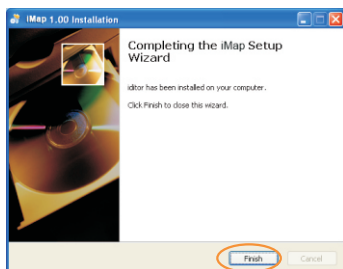 iMap 1.00 Installation
Completing the iMap Setup
Wizard
iditor has been installed on your computer.
Click Finish to close this wizard.
Finish
Cancel